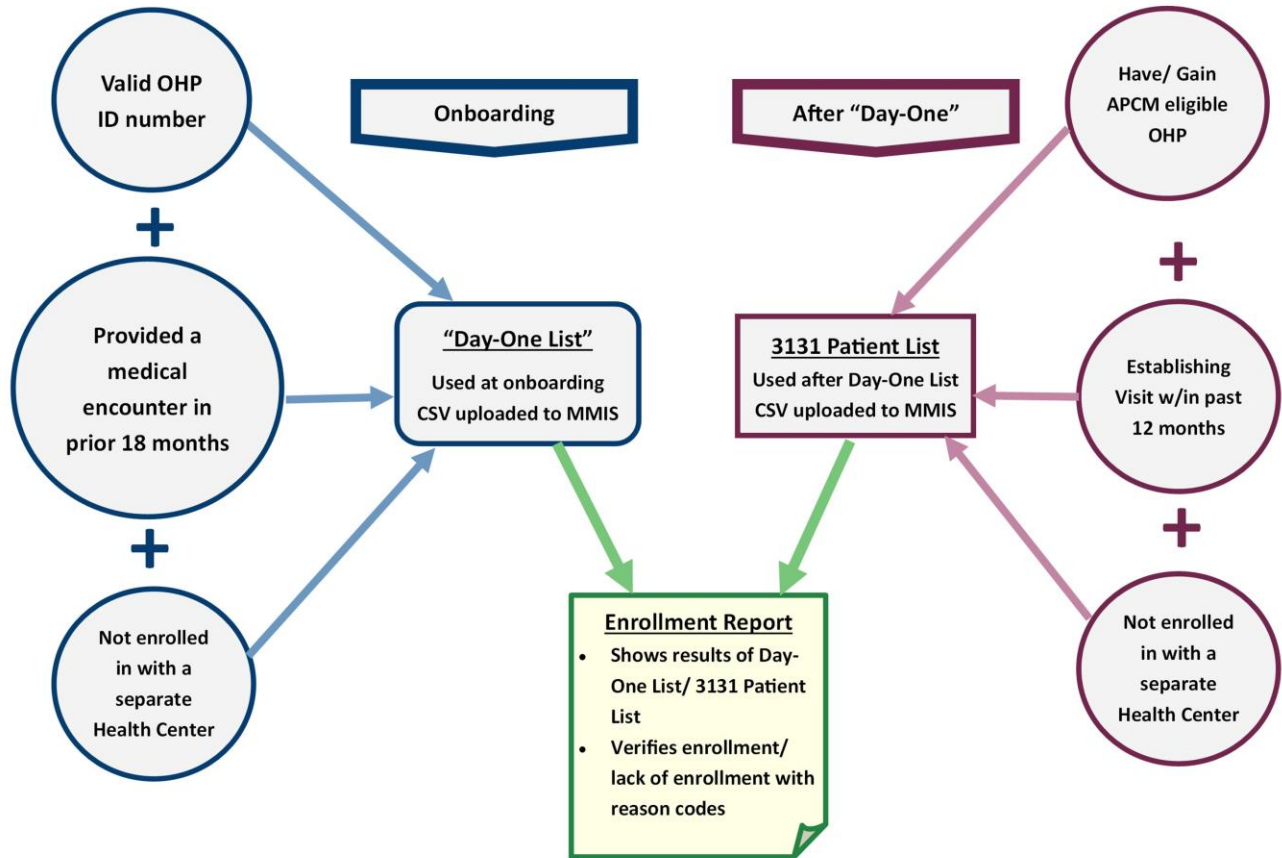 Valid OHP
ID number
+
Provided a
medical
encounter in
prior 18 months
+
Not enrolled
in with a
separate
Health Center
Onboarding
“Day-One List”
Used at onboarding
CSV uploaded to MMIS
After “Day-One”
3131 Patient List
Used after Day-One List
CSV uploaded to MMIS
Have/ Gain
APCM eligible
OHP
+
Establishing
Visit w/in past
12 months
+
Not enrolled
in with a
separate
Health Center
Enrollment Report
• Shows results of Day-
One List/ 3131 Patient
List
• Verifies enrollment/
lack of enrollment with
reason codes